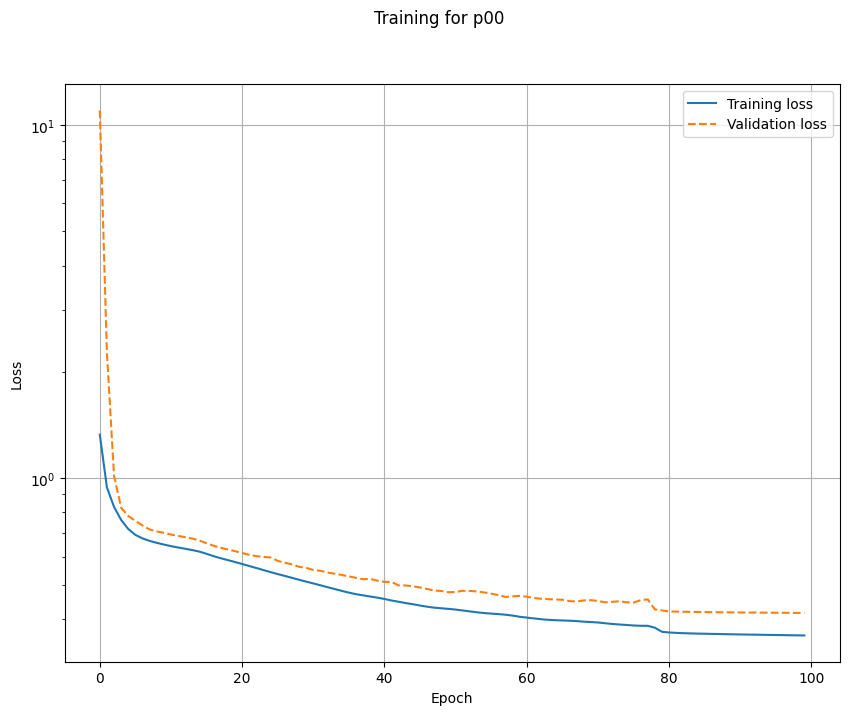 Training for p00
Training loss
Validation loss
10¹
10⁰
Loss
0 20 40 60 80 100
Epoch